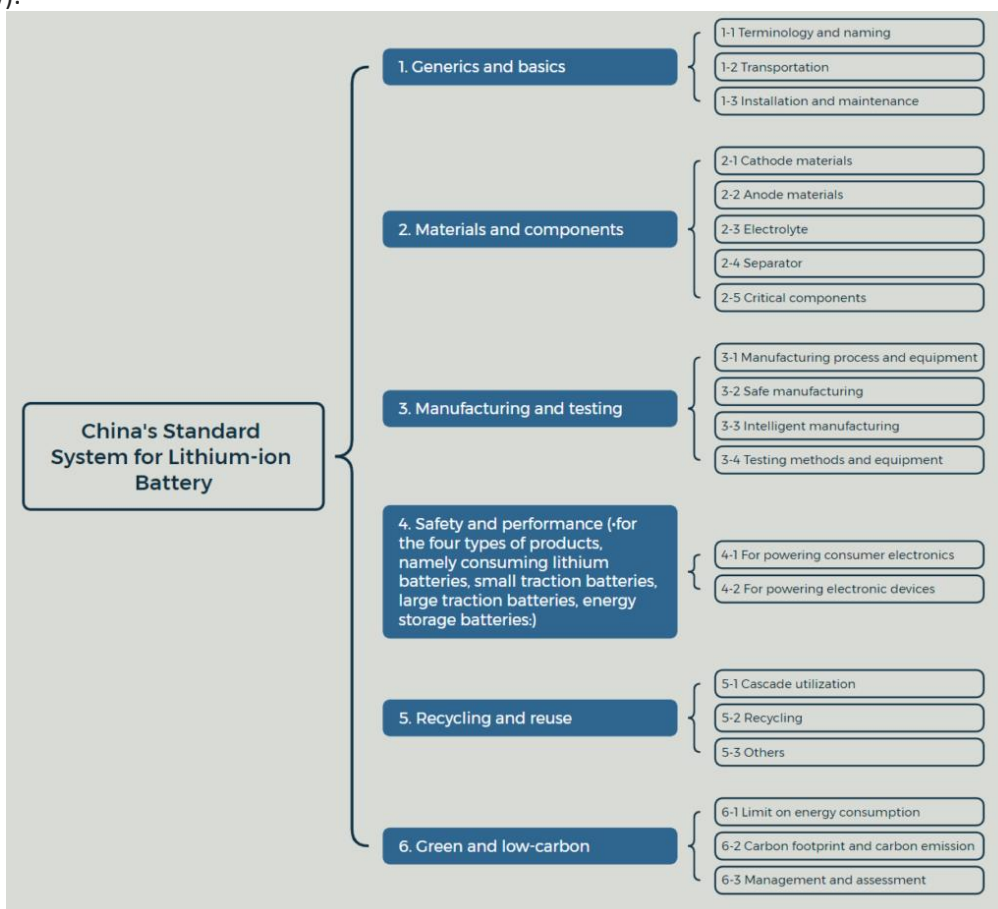 y).
China's Standard
System for Lithium-ion
Battery
1. Generics and basics
1-1 Terminology and naming
1-2 Transportation
1-3 Installation and maintenance
2. Materials and components
2-1 Cathode materials
2-2 Anode materials
2-3 Electrolyte
2-4 Separator
2-5 Critical components
3. Manufacturing and testing
3-1 Manufacturing process and equipment
3-2 Safe manufacturing
3-3 Intelligent manufacturing
3-4 Testing methods and equipment
4. Safety and performance (•for
the four types of products,
namely consuming lithium
batteries, small traction batteries,
large traction batteries, energy
storage batteries:)
4-1 For powering consumer electronics
4-2 For powering electronic devices
5. Recycling and reuse
5-1 Cascade utilization
5-2 Recycling
5-3 Others
6. Green and low-carbon
6-1 Limit on energy consumption
6-2 Carbon footprint and carbon emission
6-3 Management and assessment